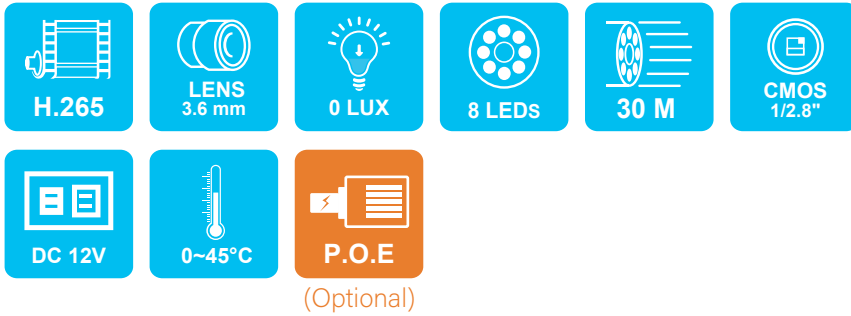 H.265
LENS
3.6 mm
0 LUX
8 LEDS
30 M
CMOS
1/2.8"
DC 12V
0~45°C
P.O.E
(Optional)